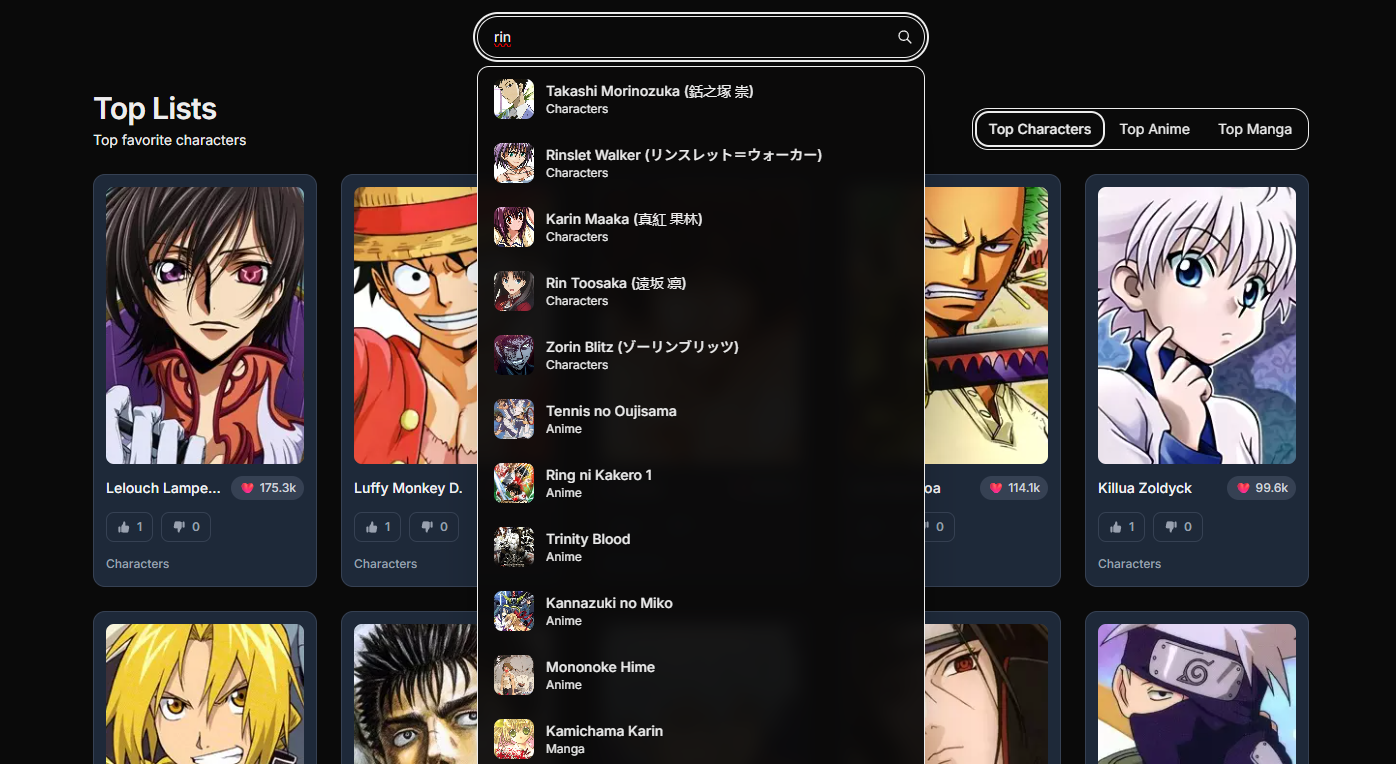 rin
Takashi Morinozuka (銛之塚 崇)
Characters
Rinslet Walker (リンスレット＝ウォーカー)
Characters
Karin Maaka (真紅 果林)
Characters
Rin Toosaka (遠坂 凛)
Characters
Zorin Blitz (ゾーリンブリッツ)
Characters
Tennis no Oujisama
Anime
Ring ni Kakero 1
Anime
Trinity Blood
Anime
Kannazuki no Miko
Anime
Mononoke Hime
Anime
Kamichama Karin
Manga
Top Lists
Top favorite characters
Top Characters Top Anime Top Manga
Lelouch Lampe... 175.3k
1 0
Characters
Luffy Monkey D.
1 0
Characters
oa 114.1k
0
Killua Zoldyck 99.6k
1 0
Characters